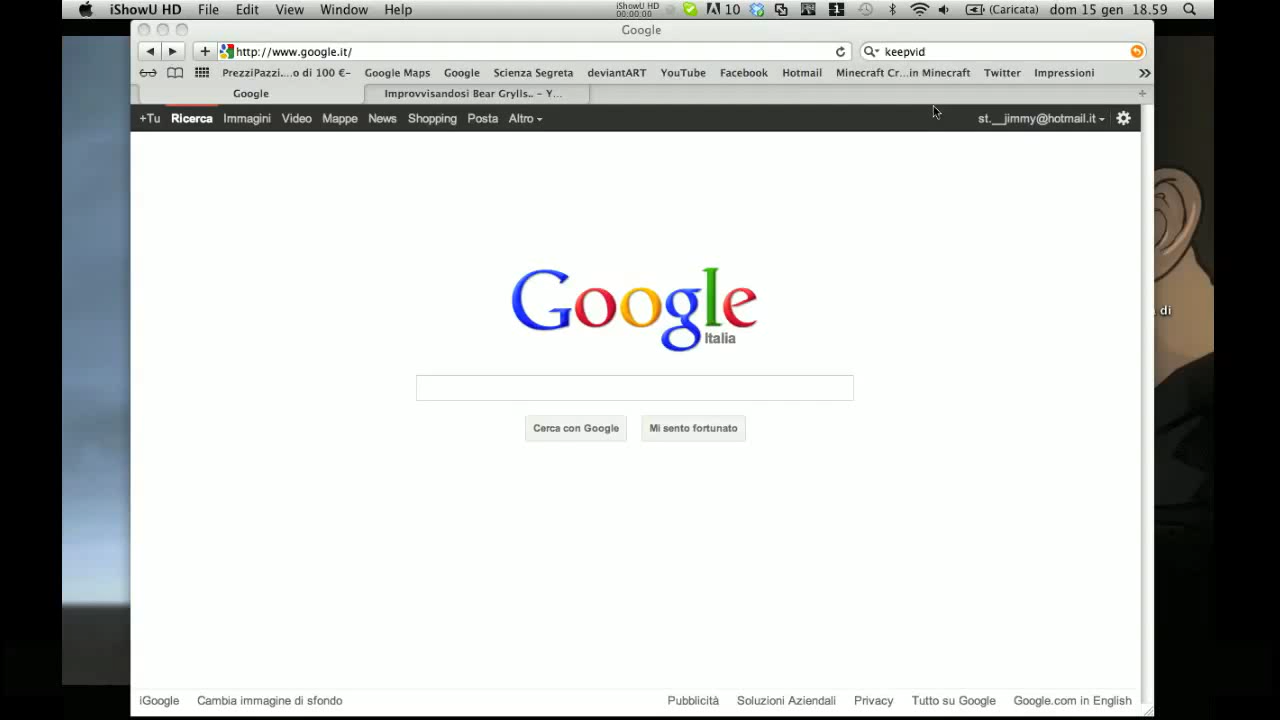 iShowU HD File Edit View Window Help iShowU HD 00:00:00 10 (Caricata) dom 15 gen 18.59
Google
http://www.google.it/ keepvid
PrezziPazzi....o di 100 €- Google Maps Google Scienza Segreta deviantART YouTube Facebook Hotmail Minecraft Cr...in Minecraft Twitter Impressioni
Google Improvvisandosi Bear Grylls.. - Y...
+Tu Ricerca Immagini Video Mappe News Shopping Posta Altro st.__jimmy@hotmail.it
Google
Italia
Cerca con Google Mi sento fortunato
di
iGoogle Cambia immagine di sfondo Pubblicità Soluzioni Aziendali Privacy Tutto su Google Google.com in English